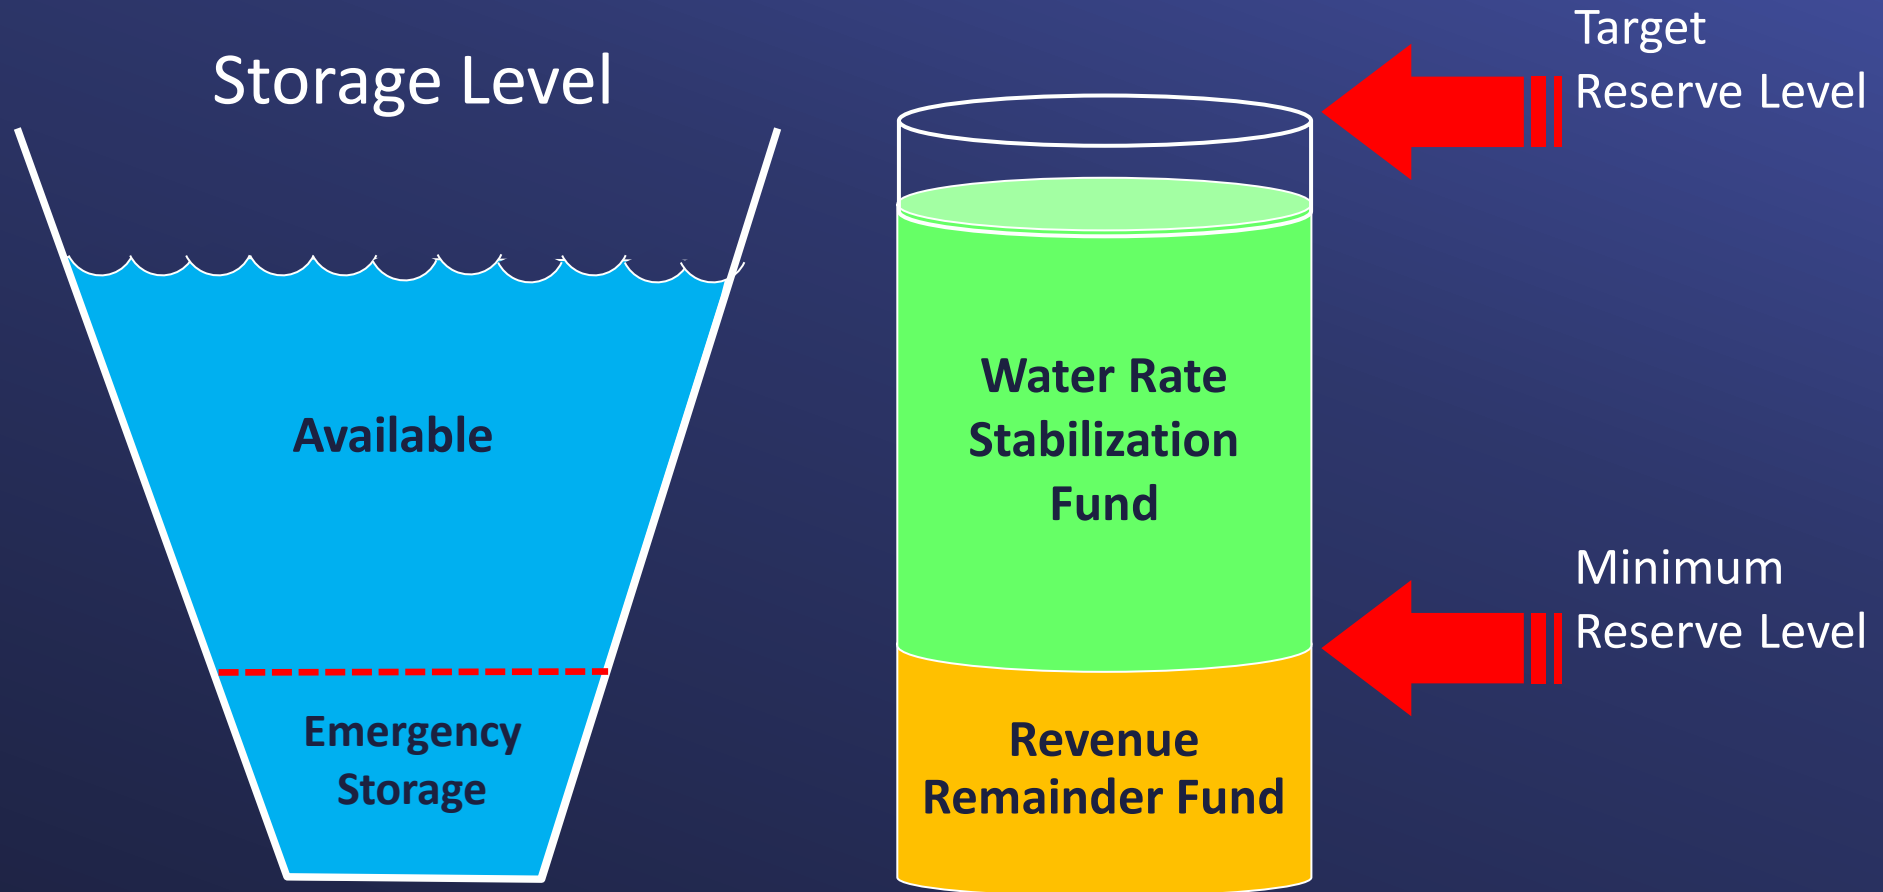 Storage Level
Available
Emergency
Storage
Water Rate
Stabilization
Fund
Revenue
Remainder Fund
Target
Reserve Level
Minimum
Reserve Level